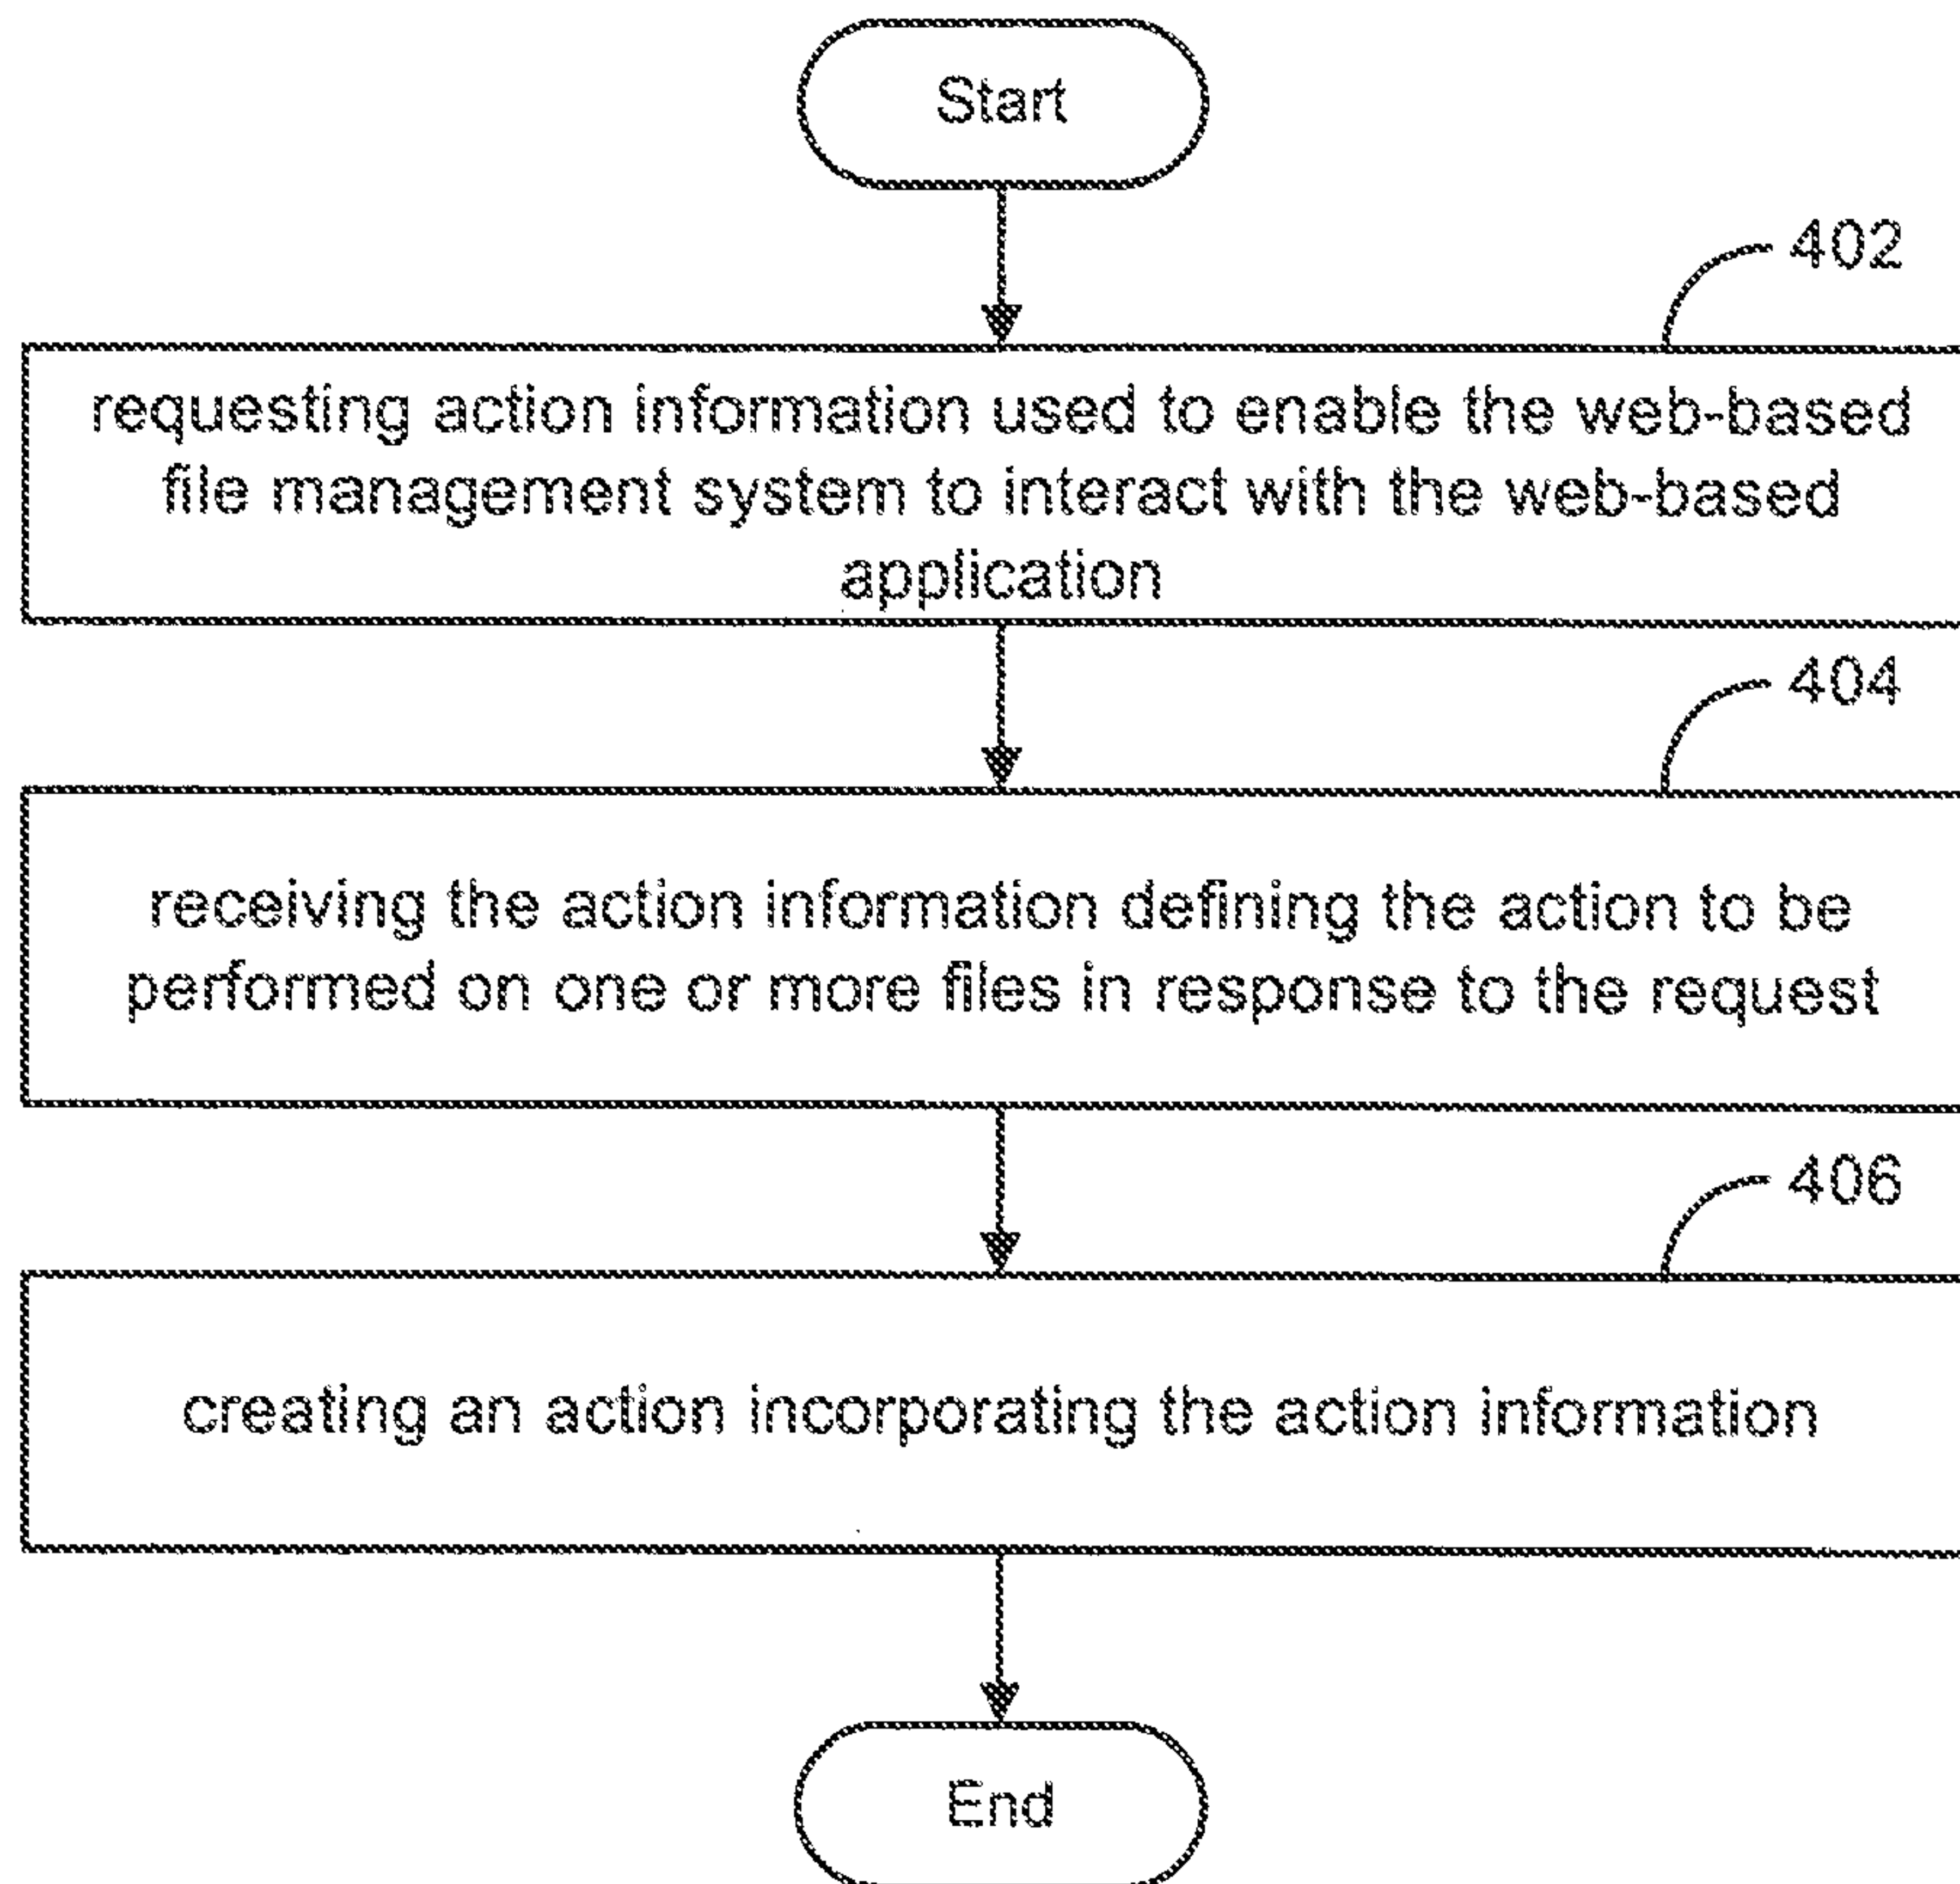 Start
402
requesting action information used to enable the web-based
file management system to interact with the web-based
application
404
receiving the action information defining the action to be
performed on one or more files in response to the request
406
creating an action incorporating the action information
End